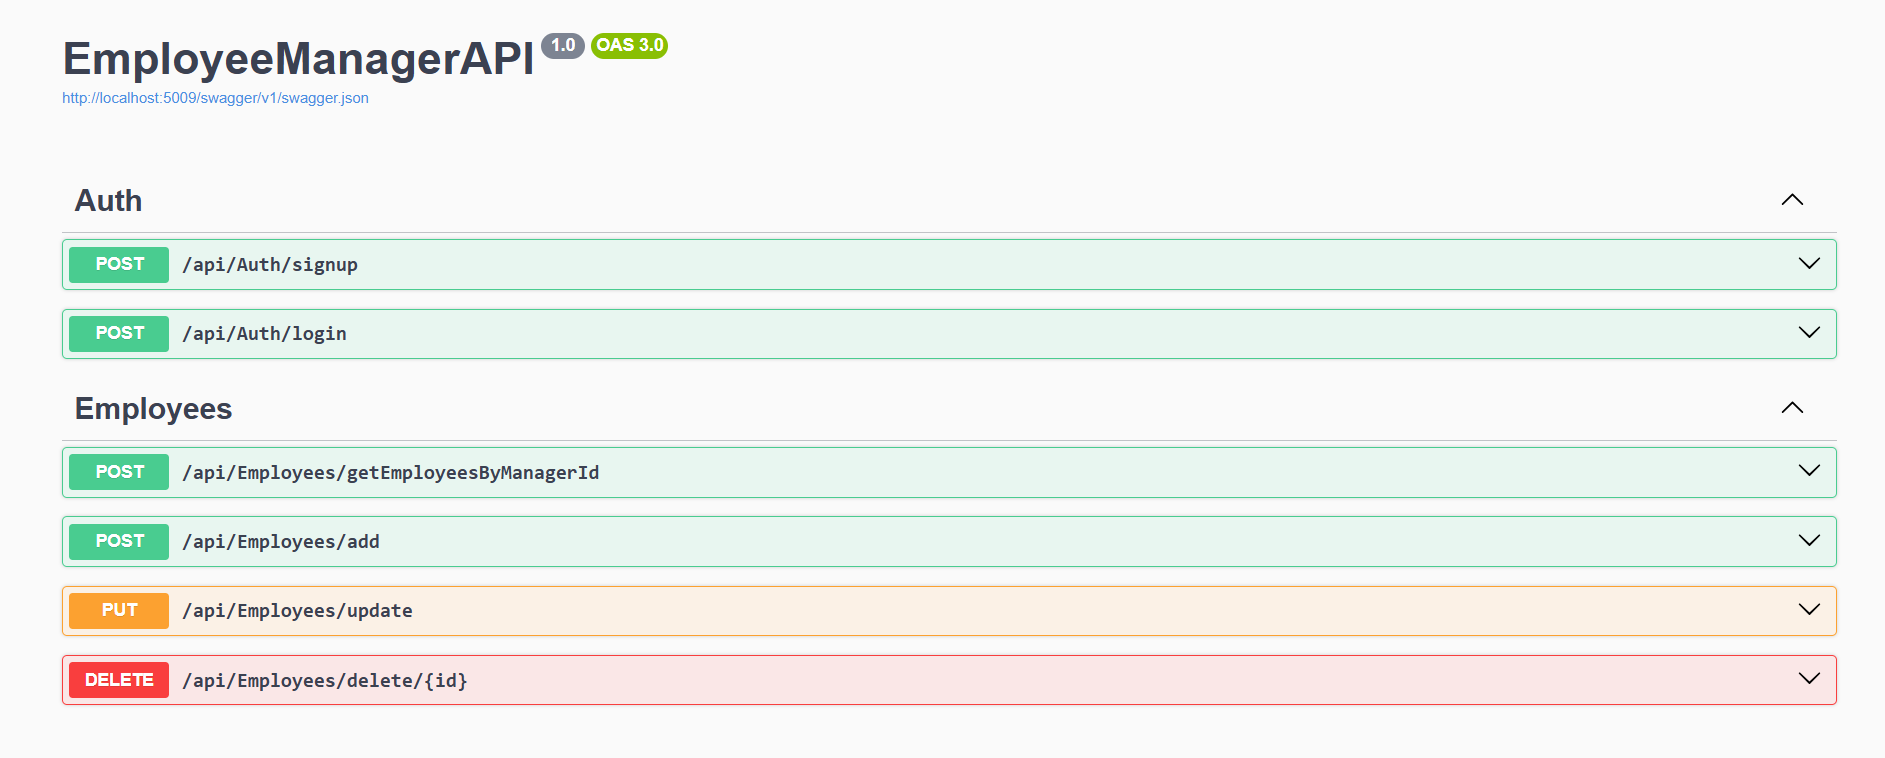 EmployeeManagerAPI 1.0 OAS 3.0
http://localhost:5009/swagger/v1/swagger.json
Auth
POST /api/Auth/signup
POST /api/Auth/login
Employees
POST /api/Employees/getEmployeesByManagerId
POST /api/Employees/add
PUT /api/Employees/update
DELETE /api/Employees/delete/{id}